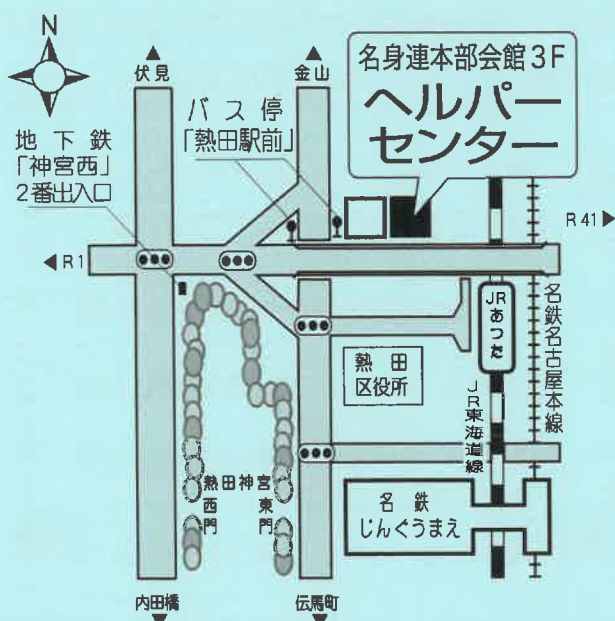 N
▲
伏見
▲
金山
名身連本部会館3F
ヘルパー
センター
地下鉄
「神宮西」
2番出入口
バス停
「熱田駅前」
R41▶
◀R1
JR
あつた
名鉄名古屋本線
熱田
区役所
JR東海道線
熱田神宮
西門
東門
名鉄
じんぐうまえ
内田橋
▼
伝馬町
▼